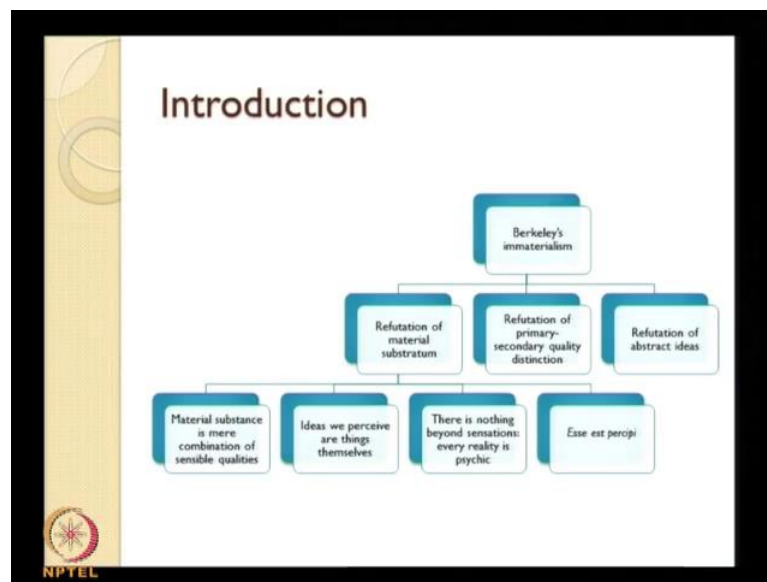 Introduction
Berkeley's
immaterialism
Refutation of
material
substratum
Refutation of
primary-
secondary quality
distinction
Refutation of
abstract ideas
Material substance
is mere
combination of
sensible qualities
Ideas we perceive
are things
themselves
There is nothing
beyond sensations:
every reality is
psychic
Esse est percipi
NPTEL